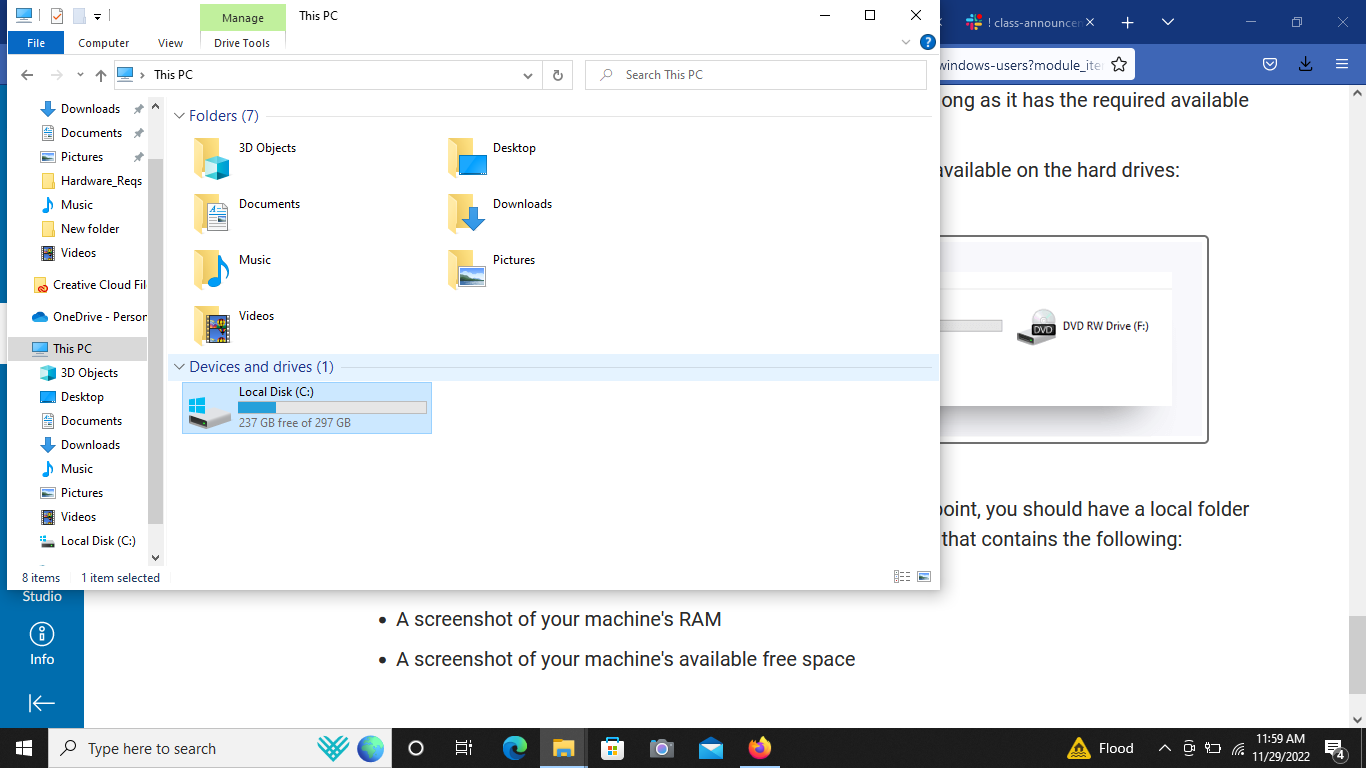 Manage
This PC
File
Computer
View
Drive Tools
This PC
Search This PC
Downloads
Documents
Pictures
Hardware_Reqs
Music
New folder
Videos
Creative Cloud Fil
OneDrive - Person
This PC
3D Objects
Desktop
Documents
Downloads
Music
Pictures
Videos
Local Disk (C:)
Folders (7)
3D Objects
Desktop
Documents
Downloads
Music
Pictures
Videos
Devices and drives (1)
Local Disk (C:)
237 GB free of 297 GB
8 items
1 item selected
! class-announcem
windows-users?module_ite
ong as it has the required available
available on the hard drives:
DVD
DVD RW Drive (F:)
point, you should have a local folder
that contains the following:
A screenshot of your machine's RAM
A screenshot of your machine's available free space
Studio
Info
Type here to search
Flood
11:59 AM
11/29/2022
4